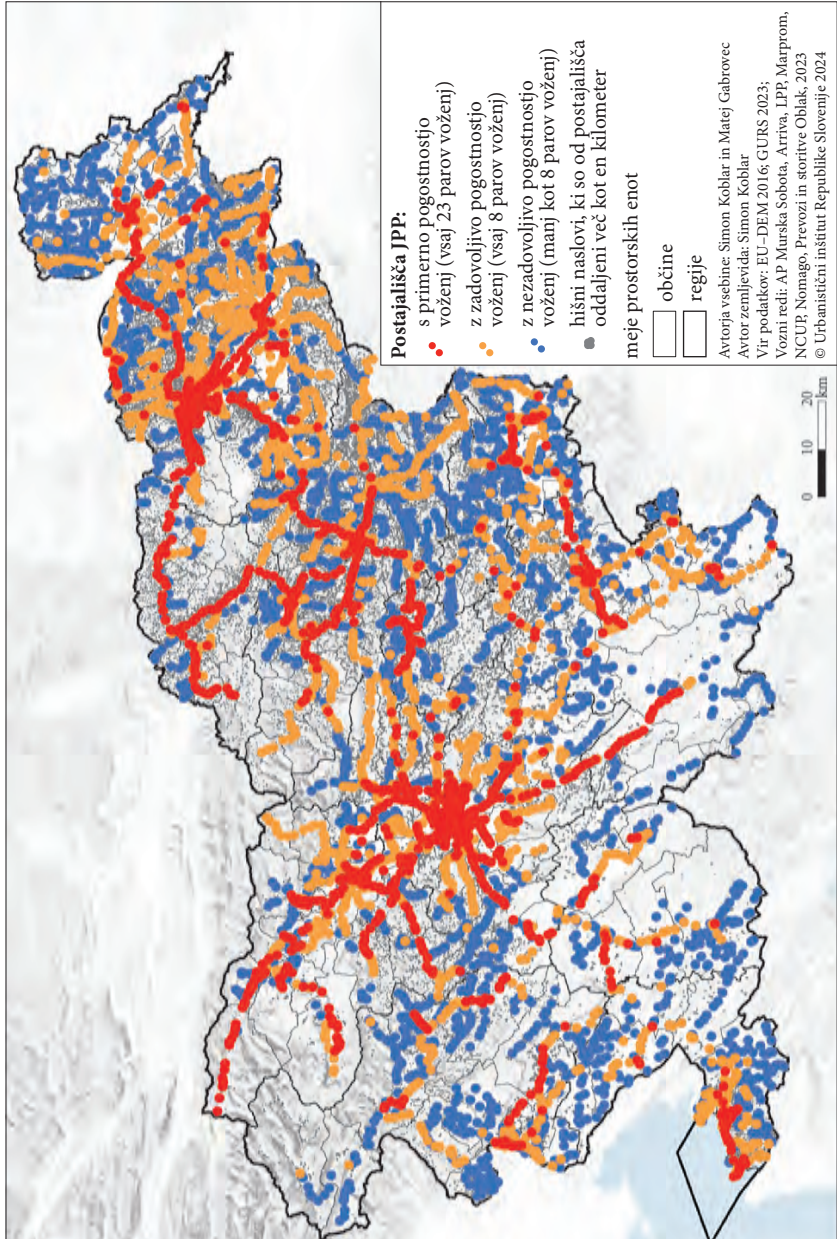 Postajališča JPP:
s primerno pogostnostjo
voženj (vsaj 23 parov voženj)
z zadovoljivo pogostnostjo
voženj (vsaj 8 parov voženj)
z nezadovoljivo pogostnostjo
voženj (manj kot 8 parov voženj)
hišni naslovi, ki so od postajališča
oddaljeni več kot en kilometer
meje prostorskih enot
občine
regije
Avtorja vsebine: Simon Koblar in Matej Gabrovec
Avtor zemljevida: Simon Koblar
Vir podatkov: EU-DEM 2016; GURS 2023;
Vozni redi: AP Murska Sobota, Arriva, LPP, Marprom,
NCUP, Nomago, Prevozi in storitve Oblak, 2023
© Urbanistični inštitut Republike Slovenije 2024
0 10 20
km